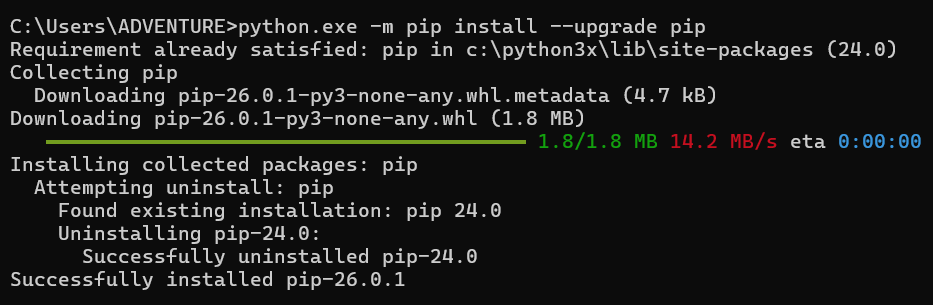 C:\Users\ADVENTURE>python.exe -m pip install --upgrade pip
Requirement already satisfied: pip in c:\python3x\lib\site-packages (24.0)
Collecting pip
  Downloading pip-26.0.1-py3-none-any.whl.metadata (4.7 kB)
Downloading pip-26.0.1-py3-none-any.whl (1.8 MB)
1.8/1.8 MB 14.2 MB/s eta 0:00:00
Installing collected packages: pip
  Attempting uninstall: pip
    Found existing installation: pip 24.0
    Uninstalling pip-24.0:
      Successfully uninstalled pip-24.0
Successfully installed pip-26.0.1